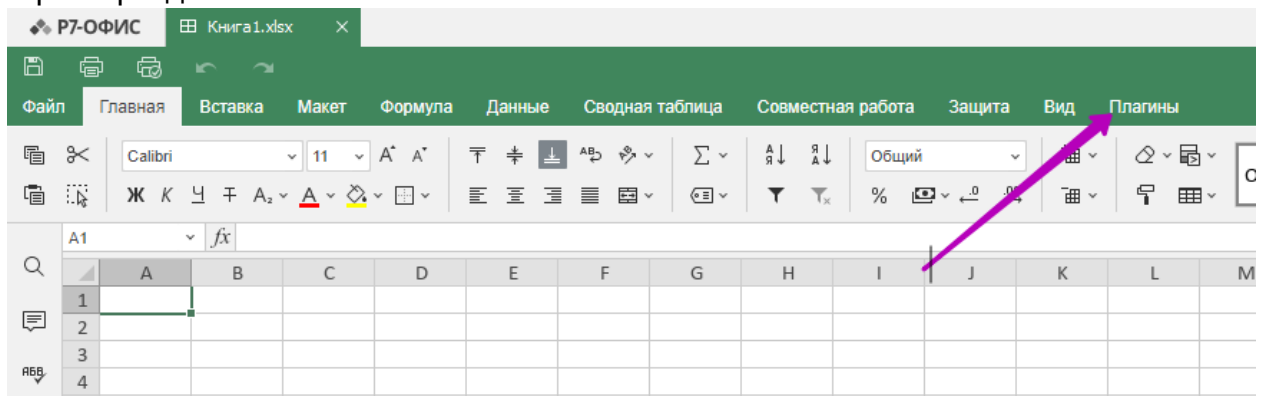 Р7-ОФИС Книга1.xlsx
Файл Главная Вставка Макет Формула Данные Сводная таблица Совместная работа Защита Вид Плагины
Calibri 11 Общий
Ж К Ч А₂ А %
A1 fx
A B C D E F G H I J K L M
1
2
3
4